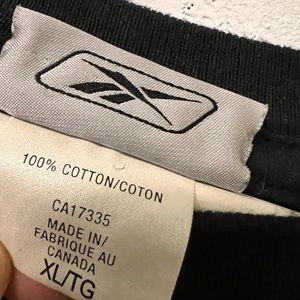 100% COTTON/COTON
CA17335
MADE IN/
FABRIQUE AU
CANADA
XL/TG